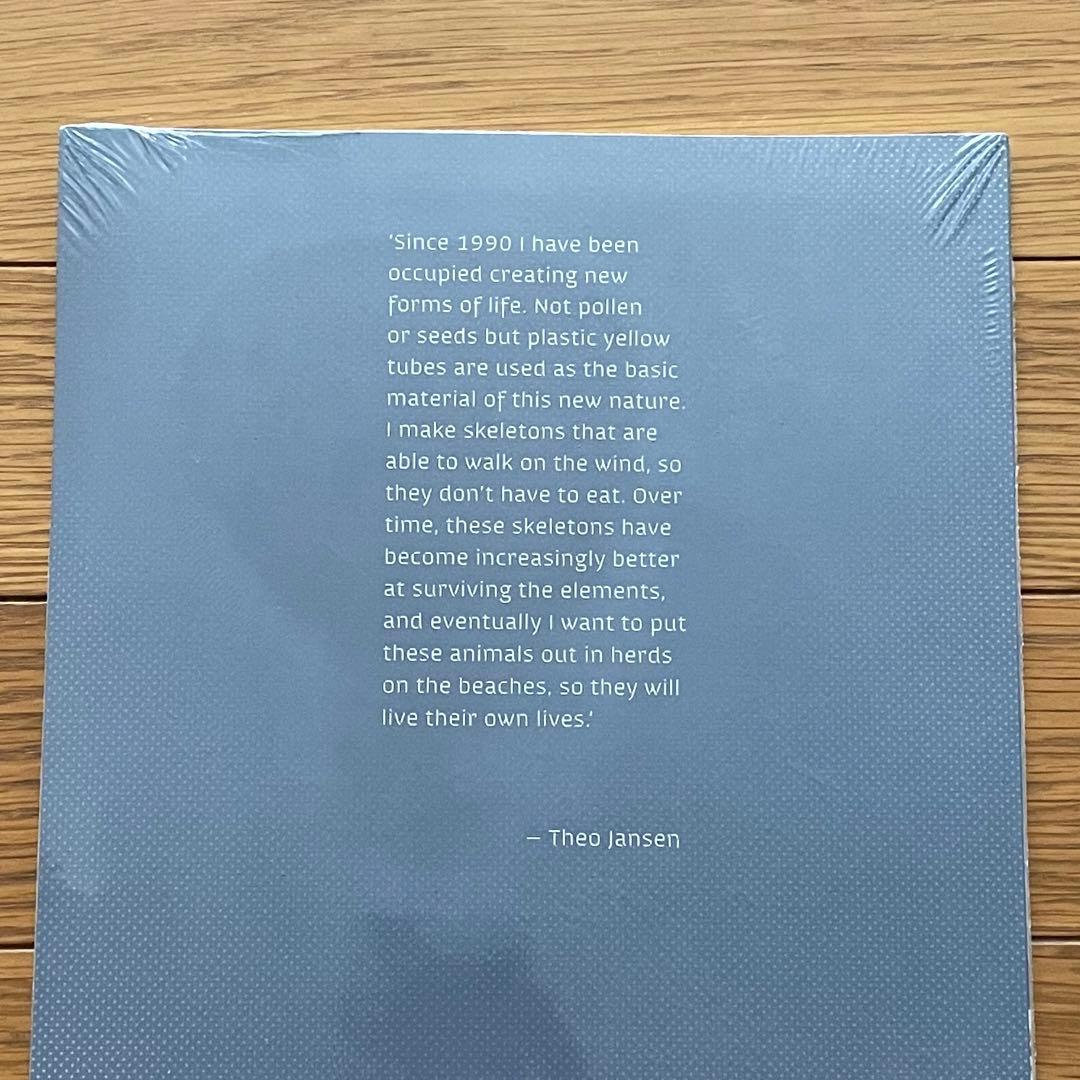 ‘Since 1990 I have been
occupied creating new
forms of life. Not pollen
or seeds but plastic yellow
tubes are used as the basic
material of this new nature.
I make skeletons that are
able to walk on the wind, so
they don’t have to eat. Over
time, these skeletons have
become increasingly better
at surviving the elements,
and eventually I want to put
these animals out in herds
on the beaches, so they will
live their own lives.’
– Theo Jansen